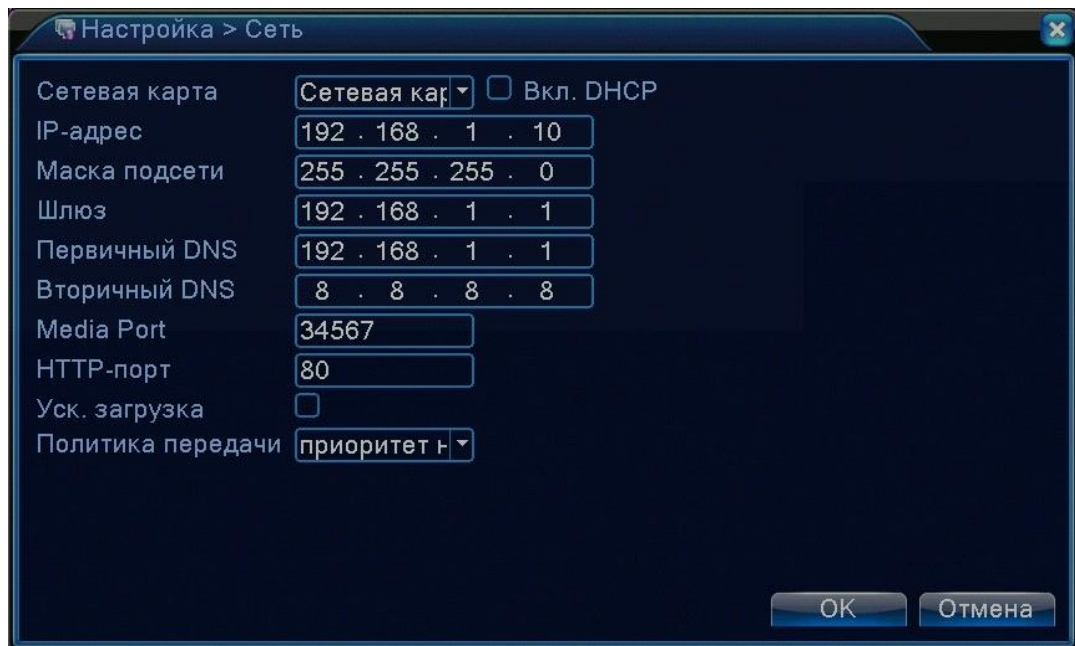 Настройка > Сеть
Сетевая карта Сетевая кар Вкл. DHCP
IP-адрес 192 . 168 . 1 . 10
Маска подсети 255 . 255 . 255 . 0
Шлюз 192 . 168 . 1 . 1
Первичный DNS 192 . 168 . 1 . 1
Вторичный DNS 8 . 8 . 8 . 8
Media Port 34567
HTTP-порт 80
Уск. загрузка
Политика передачи приоритет н
OK Отмена